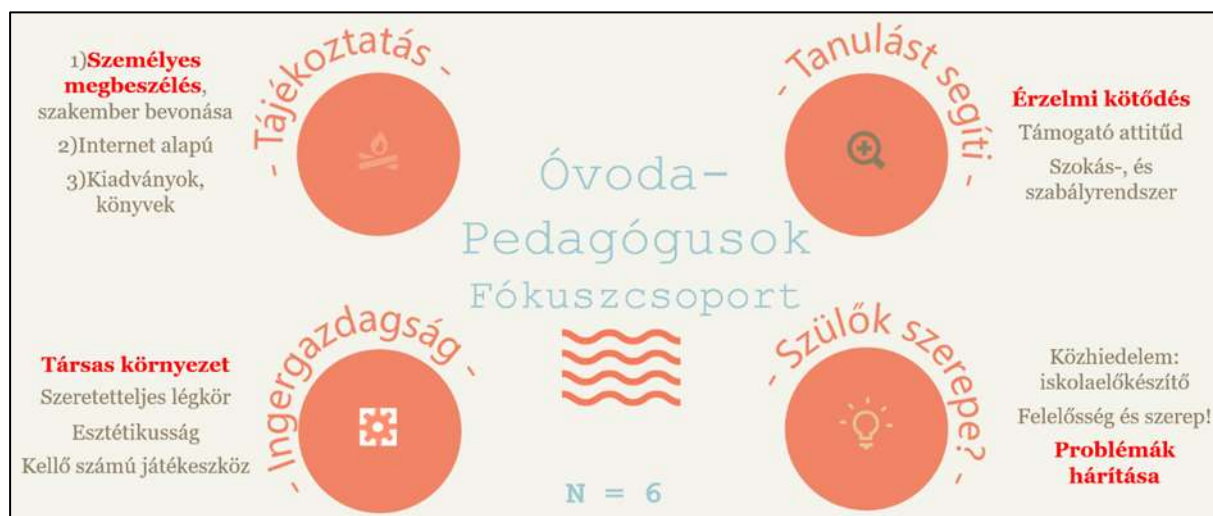 - Tájékoztatás -
1)Személyes
megbeszélés,
szakember bevonása
2)Internet alapú
3)Kiadványok,
könyvek
- Tanulást segíti -
Érzelmi kötődés
Támogató attitűd
Szokás-, és
szabályrendszer
Óvoda-
Pedagógusok
Fókuszcsoport
- Ingergazdagság -
Társas környezet
Szeretetteljes légkör
Esztétikusság
Kellő számú játékeszköz
- Szülők szerepe? -
Közhiedelem:
iskolaelőkészítő
Felelősség és szerep!
Problémák
hárítása
N = 6